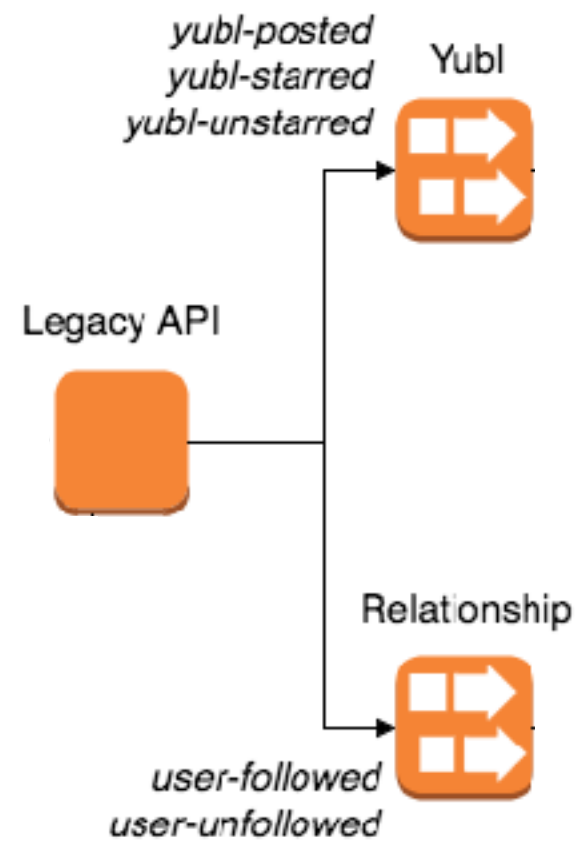 yubl-posted
yubl-starred
yubl-unstarred
Yubl
Legacy API
Relationship
user-followed
user-unfollowed